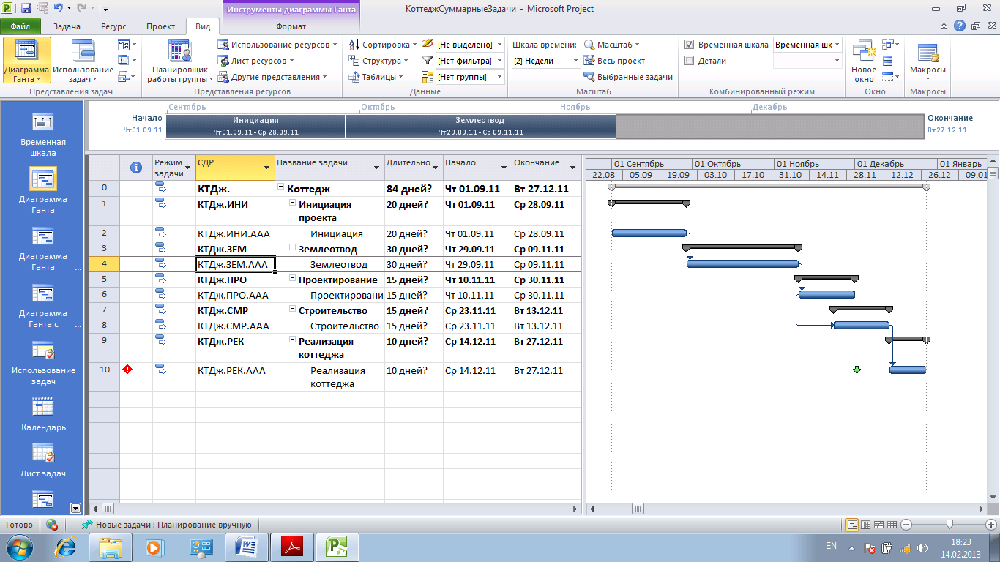 Инструменты диаграммы Ганта
КоттеджСуммарныеЗадачи - Microsoft Project
Файл Задача Ресурс Проект Вид Формат
Диаграмма Ганта
Использование задач
Представления задач
Планировщик работы группы
Использование ресурсов
Лист ресурсов
Другие представления
Представления ресурсов
Сортировка
Структура
Таблицы
[Не выделено]
[Нет фильтра]
[Нет группы]
Данные
Шкала времени:
[2] Недели
Масштаб
Весь проект
Выбранные задачи
Масштаб
Временная шкала Временная шк
Детали
Комбинированный режим
Новое окно
Окно
Макросы
Макросы
Сентябрь Октябрь Ноябрь Декабрь
Начало
Чт 01.09.11
Инициация
Чт 01.09.11 - Ср 28.09.11
Землеотвод
Чт 29.09.11 - Ср 09.11.11
Окончание
Вт 27.12.11
Временная шкала
Диаграмма Ганта
Диаграмма Ганта ...
Диаграмма Ганта с ...
Использование задач
Календарь
Лист задач
Режим задачи СДР Название задачи Длительно Начало Окончание
0 КТДж. Коттедж 84 дней? Чт 01.09.11 Вт 27.12.11
1 КТДж.ИНИ Инициация проекта 20 дней? Чт 01.09.11 Ср 28.09.11
2 КТДж.ИНИ.ААА Инициация 20 дней? Чт 01.09.11 Ср 28.09.11
3 КТДж.ЗЕМ Землеотвод 30 дней? Чт 29.09.11 Ср 09.11.11
4 КТДж.ЗЕМ.ААА Землеотвод 30 дней? Чт 29.09.11 Ср 09.11.11
5 КТДж.ПРО Проектирование 15 дней? Чт 10.11.11 Ср 30.11.11
6 КТДж.ПРО.ААА Проектировани 15 дней? Чт 10.11.11 Ср 30.11.11
7 КТДж.СМР Строительство 15 дней? Ср 23.11.11 Вт 13.12.11
8 КТДж.СМР.ААА Строительство 15 дней? Ср 23.11.11 Вт 13.12.11
9 КТДж.РЕК Реализация коттеджа 10 дней? Ср 14.12.11 Вт 27.12.11
10 КТДж.РЕК.ААА Реализация коттеджа 10 дней? Ср 14.12.11 Вт 27.12.11
01 Сентябрь 01 Октябрь 01 Ноябрь 01 Декабрь 01 Январь
22.08 05.09 19.09 03.10 17.10 31.10 14.11 28.11 12.12 26.12 09.01
Готово Новые задачи : Планирование вручную
EN
18:23
14.02.2013